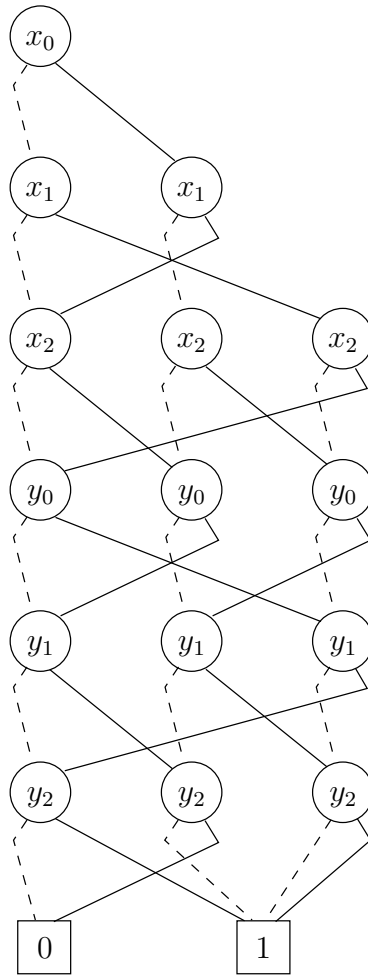 x₀
x₁ x₁
x₂ x₂ x₂
y₀ y₀ y₀
y₁ y₁ y₁
y₂ y₂ y₂
0 1